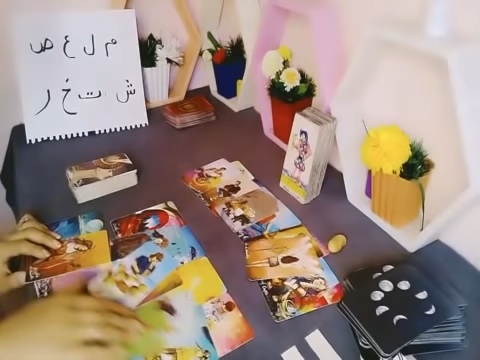 م ل ع ص
ش ت خ ر